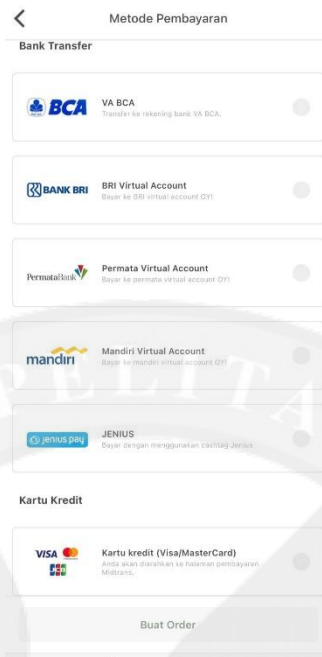 Metode Pembayaran
Bank Transfer
BCA
VA BCA
Transfer ke rekening bank VA BCA.
BANK BRI
BRI Virtual Account
Bayar ke BRI virtual account OY!
PermataBank
Permata Virtual Account
Bayar ke permata virtual account OY!
mandiri
Mandiri Virtual Account
Bayar ke mandiri virtual account OY!
PELITA
jenius pay
JENIUS
Bayar dengan menggunakan cashtag Jenius
Kartu Kredit
VISA
JCB
Kartu kredit (Visa/MasterCard)
Anda akan diarahkan ke halaman pembayaran
Midtrans.
Buat Order